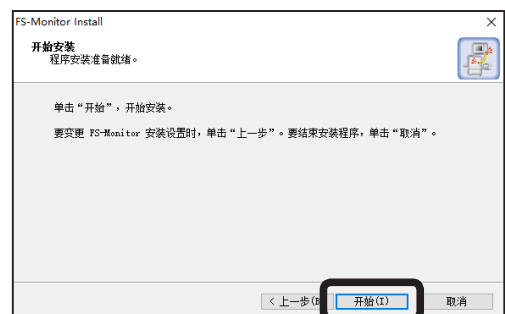 FS-Monitor Install
开始安装
程序安装准备就绪。
单击“开始”，开始安装。
要变更 FS-Monitor 安装设置时，单击“上一步”。要结束安装程序，单击“取消”。
< 上一步(B 开始(I) 取消